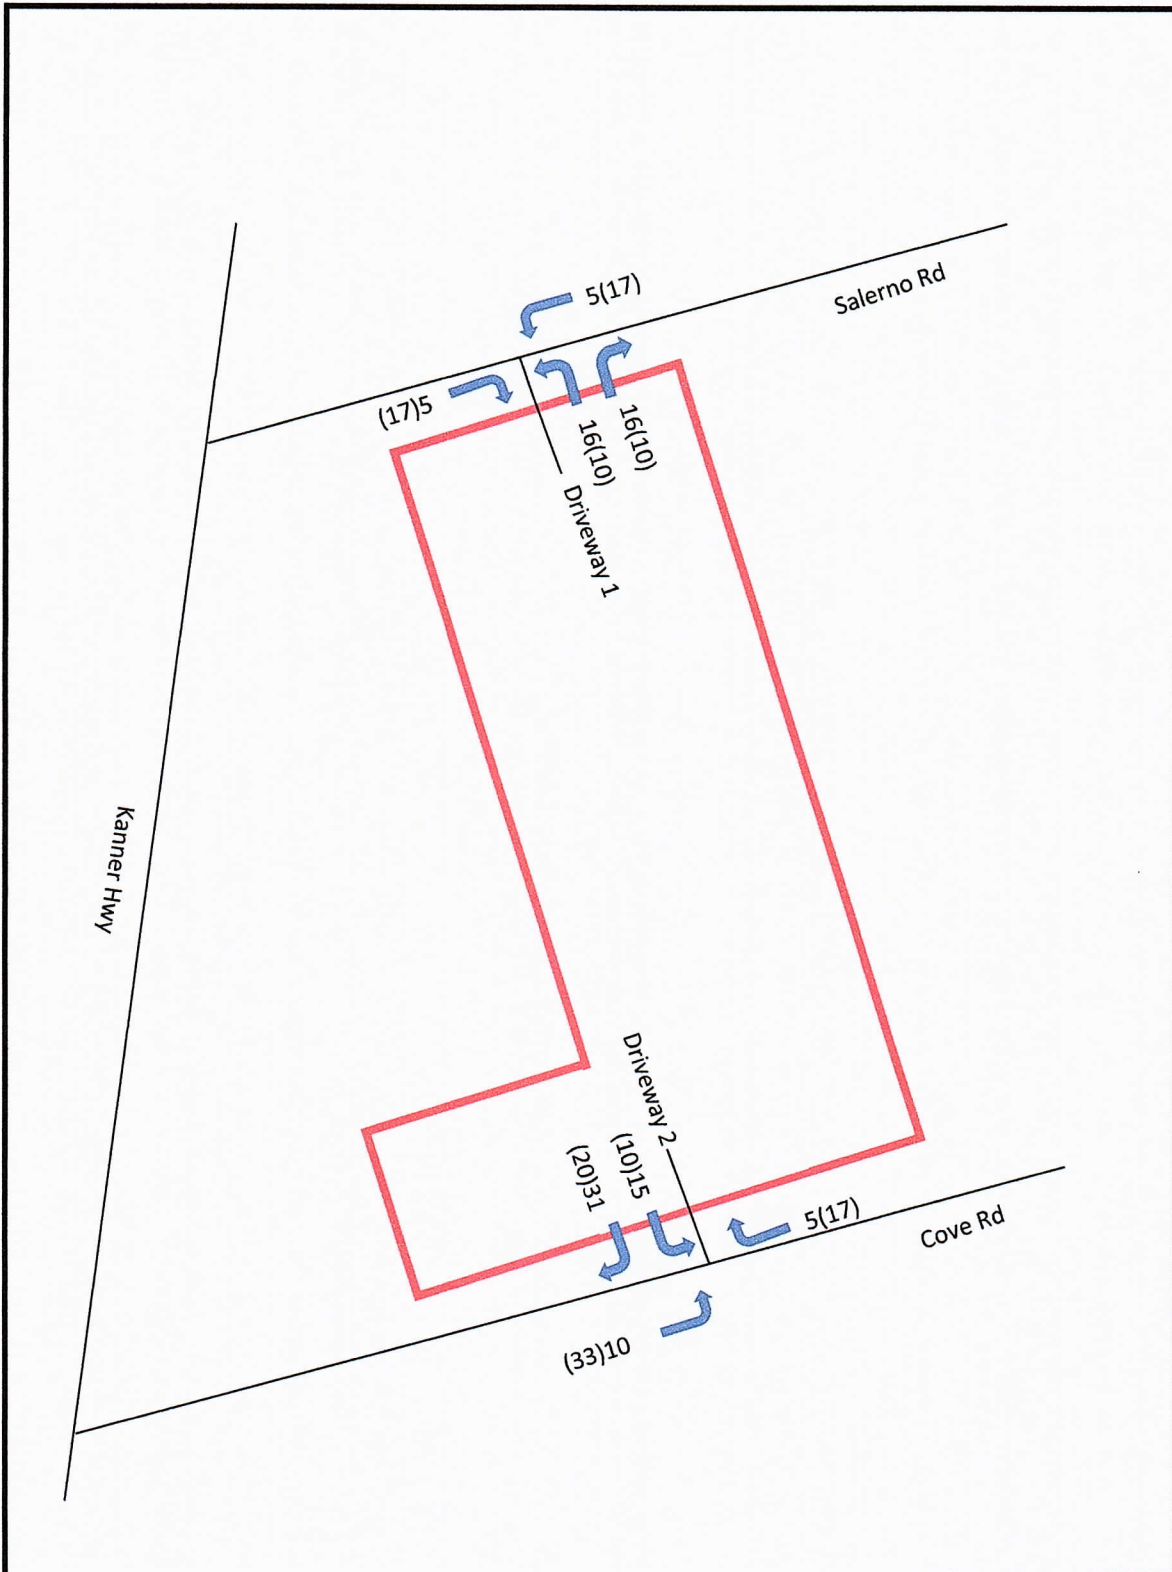 5(17)
Salerno Rd
(17)5
16(10)
16(10)
Driveway 1
Kanner Hwy
Driveway 2
(10)15
(20)31
5(17)
Cove Rd
(33)10